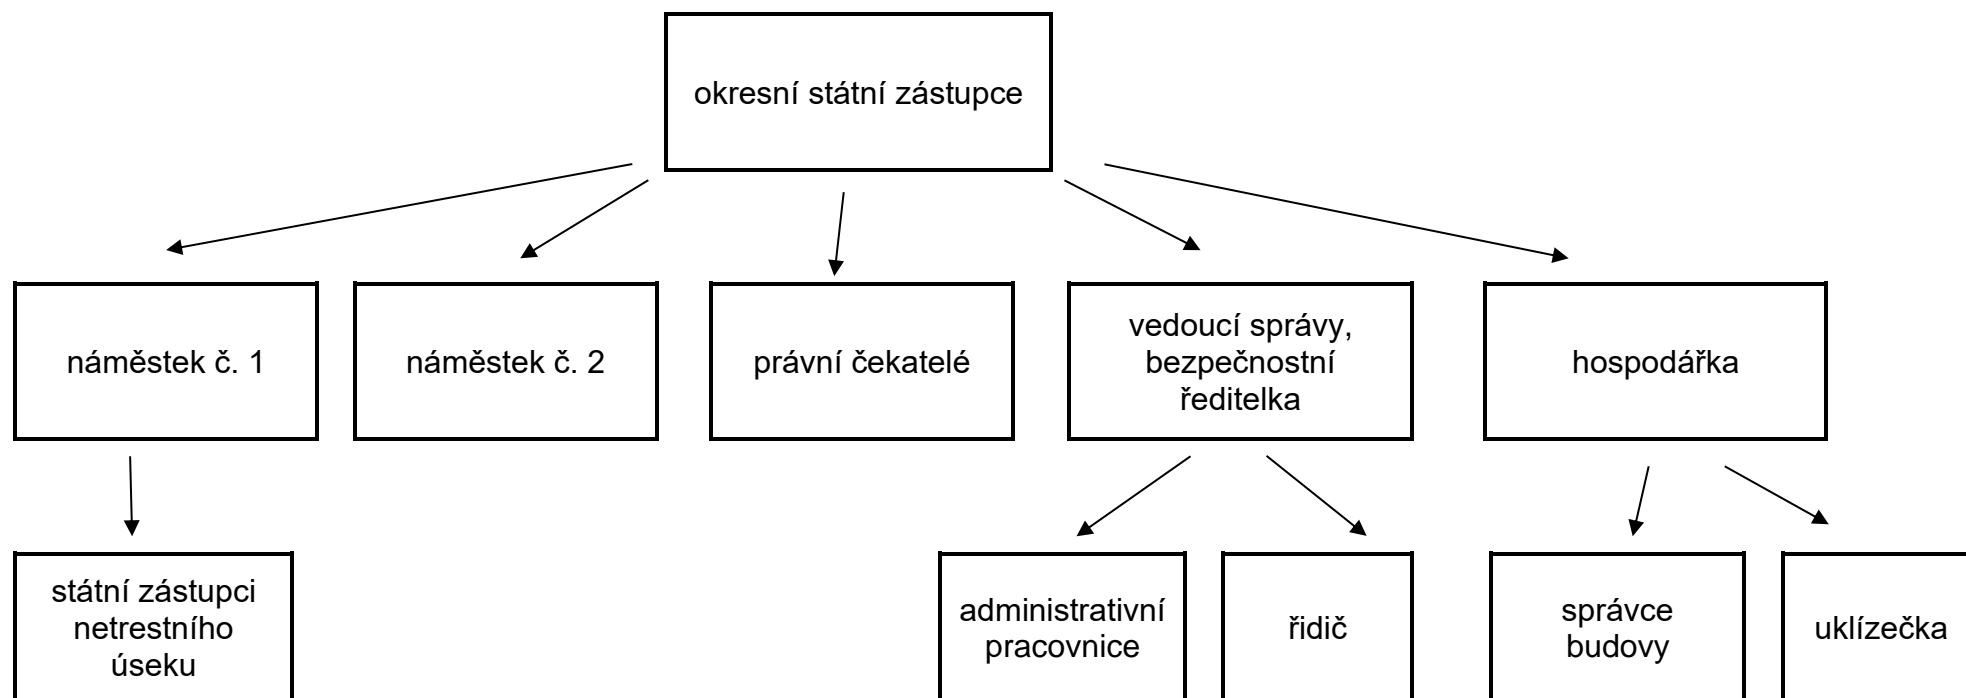 okresní státní zástupce
náměstek č. 1
náměstek č. 2
právní čekatelé
vedoucí správy,
bezpečnostní
ředitelka
hospodářka
státní zástupci
netrestního
úseku
administrativní
pracovnice
řidič
správce
budovy
uklízečka